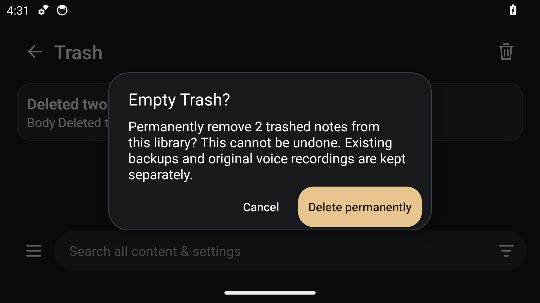 4:31
Trash
Deleted two
Body Deleted t
Empty Trash?
Permanently remove 2 trashed notes from
this library? This cannot be undone. Existing
backups and original voice recordings are kept
separately.
Cancel
Delete permanently
Search all content & settings